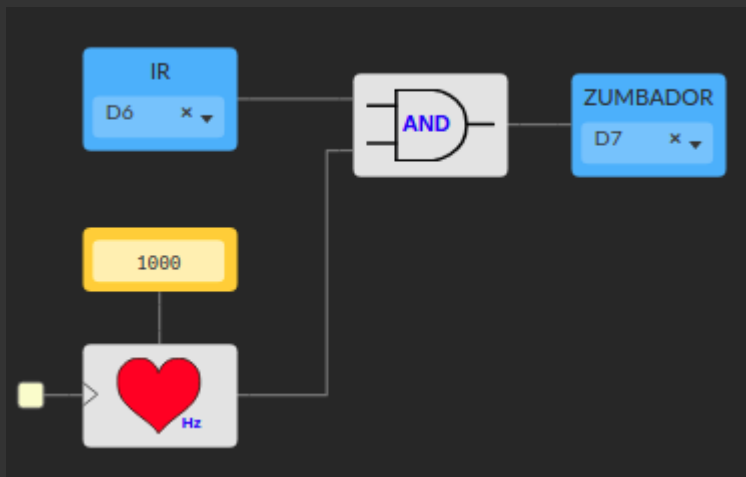 IR
D6
AND
ZUMBADOR
D7
1000
Hz